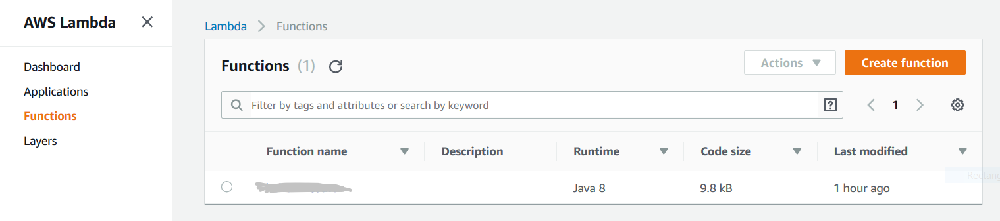 AWS Lambda
Dashboard
Applications
Functions
Layers
Lambda > Functions
Functions (1)
Actions
Create function
Filter by tags and attributes or search by keyword
?
1
Function name
Description
Runtime
Code size
Last modified
Java 8
9.8 kB
1 hour ago
Rectang